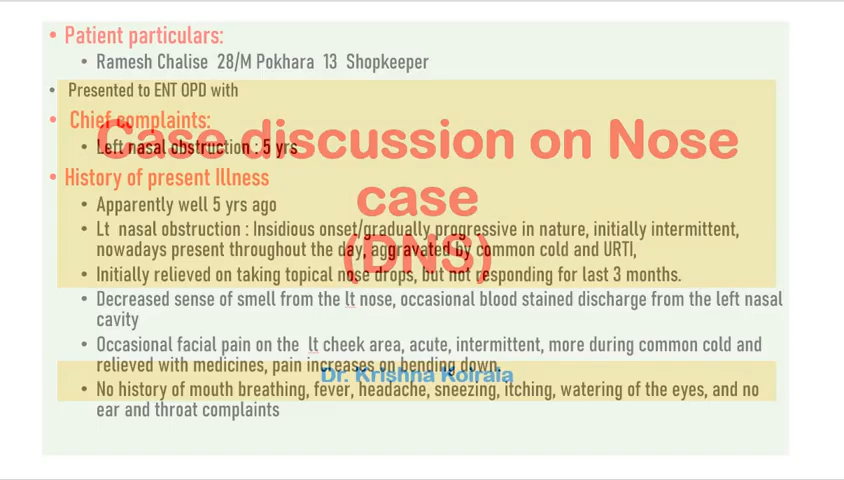 • Patient particulars:
• Ramesh Chalise 28/M Pokhara 13 Shopkeeper
• Presented to ENT OPD with
• Chief complaints:
• Left nasal obstruction : 5 yrs
Case discussion on Nose
case
(DNS)
• History of present Illness
• Apparently well 5 yrs ago
• Lt nasal obstruction : Insidious onset/gradually progressive in nature, initially intermittent,
nowadays present throughout the day, aggravated by common cold and URTI,
• Initially relieved on taking topical nose drops, but not responding for last 3 months.
• Decreased sense of smell from the lt nose, occasional blood stained discharge from the left nasal
cavity
• Occasional facial pain on the lt cheek area, acute, intermittent, more during common cold and
relieved with medicines, pain increases on bending down.
Dr. Krishna Koirala
• No history of mouth breathing, fever, headache, sneezing, itching, watering of the eyes, and no
ear and throat complaints